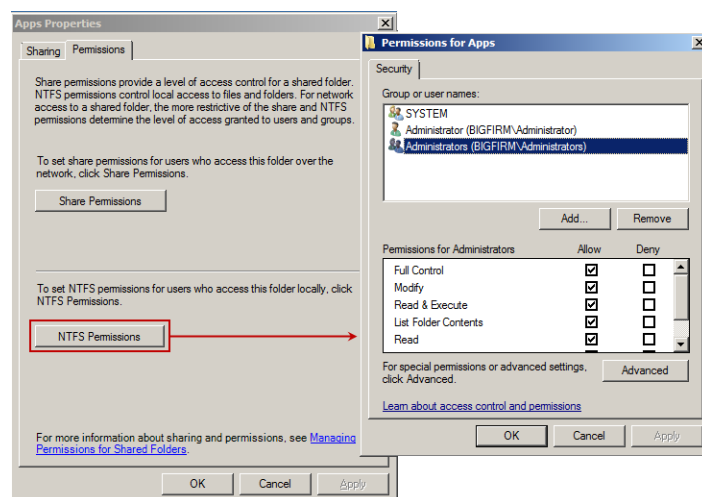 Apps Properties
Sharing
Permissions
Share permissions provide a level of access control for a shared folder.
NTFS permissions control local access to files and folders. For network
access to a shared folder, the more restrictive of the share and NTFS
permissions determine the level of access granted to users and groups.
To set share permissions for users who access this folder over the
network, click Share Permissions.
Share Permissions
To set NTFS permissions for users who access this folder locally, click
NTFS Permissions.
NTFS Permissions
For more information about sharing and permissions, see Managing
Permissions for Shared Folders.
OK
Cancel
Apply
Permissions for Apps
Security
Group or user names:
SYSTEM
Administrator (BIGFIRM\Administrator)
Administrators (BIGFIRM\Administrators)
Add...
Remove
Permissions for Administrators
Allow
Deny
Full Control
Modify
Read & Execute
List Folder Contents
Read
For special permissions or advanced settings,
click Advanced.
Advanced
Learn about access control and permissions
OK
Cancel
Apply